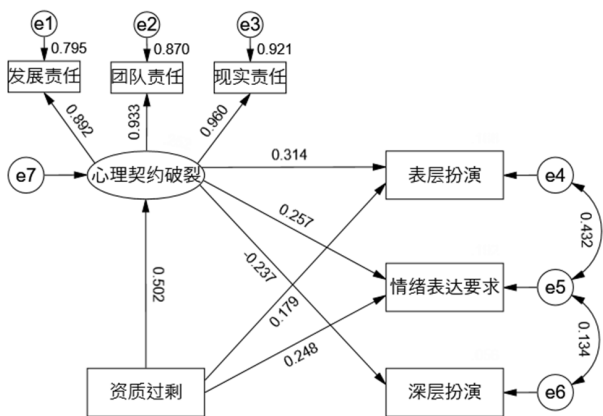 e1
e2
e3
0.795
0.870
0.921
发展责任
团队责任
现实责任
0.892
0.933
0.960
e7
心理契约破裂
0.314
表层扮演
e4
0.257
0.432
-0.237
0.502
0.179
情绪表达要求
e5
0.248
0.134
资质过剩
深层扮演
e6